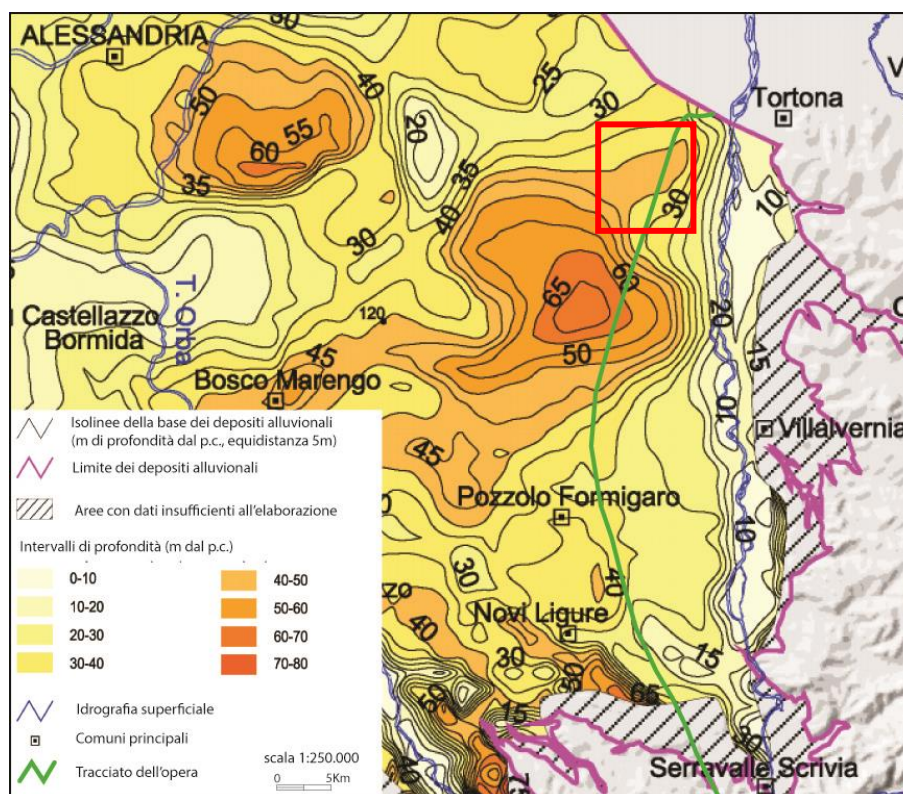 ALESSANDRIA
30
40
25
50
30
V
Tortona
20
55
60
35
35
40
30
10
30
T. Orba
65
65
Castellazzo
Bormida
120
20
45
50
15
Bosco Marengo
10
Villalvernia
45
Isolinee della base dei depositi alluvionali
(m di profondità dal p.c., equidistanza 5m)
Limite dei depositi alluvionali
Aree con dati insufficienti all'elaborazione
Pozzolo Formigaro
10
30
40
zo
Novi Ligure
40
30
15
50
50
65
15
30
40
Serravalle Scrivia
Intervalli di profondità (m dal p.c.)
0-10
40-50
10-20
50-60
20-30
60-70
30-40
70-80
Idrografia superficiale
Comuni principali
Tracciato dell'opera
scala 1:250.000
0 5Km